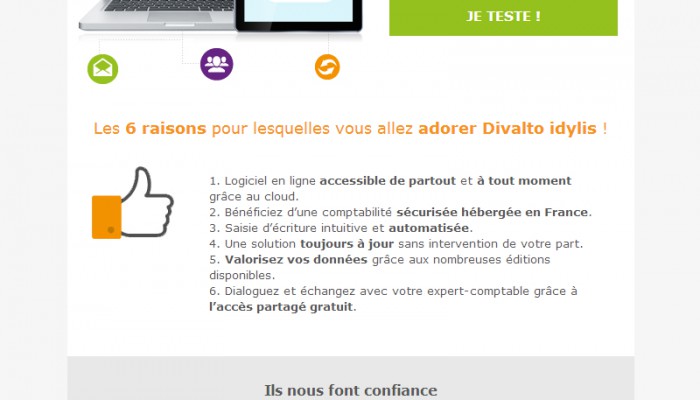 JE TESTE !
Les 6 raisons pour lesquelles vous allez adorer Divalto idylis !
1. Logiciel en ligne accessible de partout et à tout moment
grâce au cloud.
2. Bénéficiez d’une comptabilité sécurisée hébergée en France.
3. Saisie d’écriture intuitive et automatisée.
4. Une solution toujours à jour sans intervention de votre part.
5. Valorisez vos données grâce aux nombreuses éditions
disponibles.
6. Dialoguez et échangez avec votre expert-comptable grâce à
l’accès partagé gratuit.
Ils nous font confiance